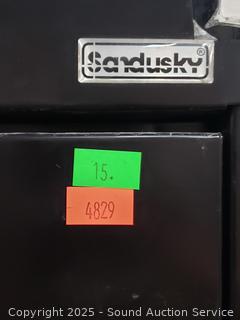 Sandusky®
15.
4829
Copyright 2025 - Sound Auction Service